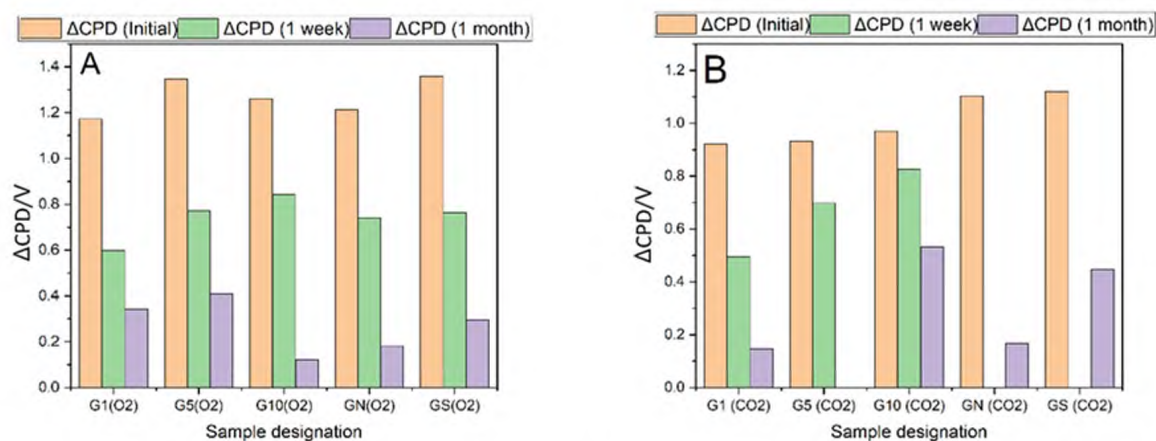 ΔCPD (Initial) ΔCPD (1 week) ΔCPD (1 month)
A
ΔCPD/V
1.4
1.2
1.0
0.8
0.6
0.4
0.2
0.0
G1(O2) G5(O2) G10(O2) GN(O2) GS(O2)
Sample designation
ΔCPD (Initial) ΔCPD (1 week) ΔCPD (1 month)
B
ΔCPD/V
1.2
1.0
0.8
0.6
0.4
0.2
0.0
G1 (CO2) G5 (CO2) G10 (CO2) GN (CO2) GS (CO2)
Sample designation